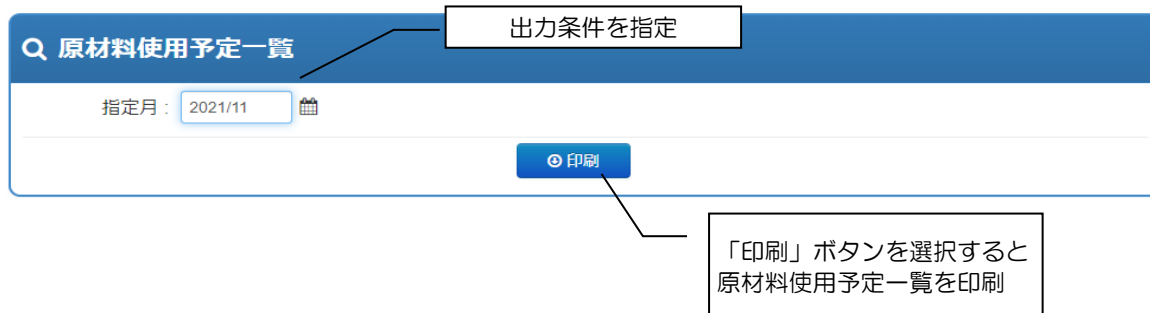 出力条件を指定
原材料使用予定一覧
指定月 : 2021/11
印刷
「印刷」ボタンを選択すると
原材料使用予定一覧を印刷